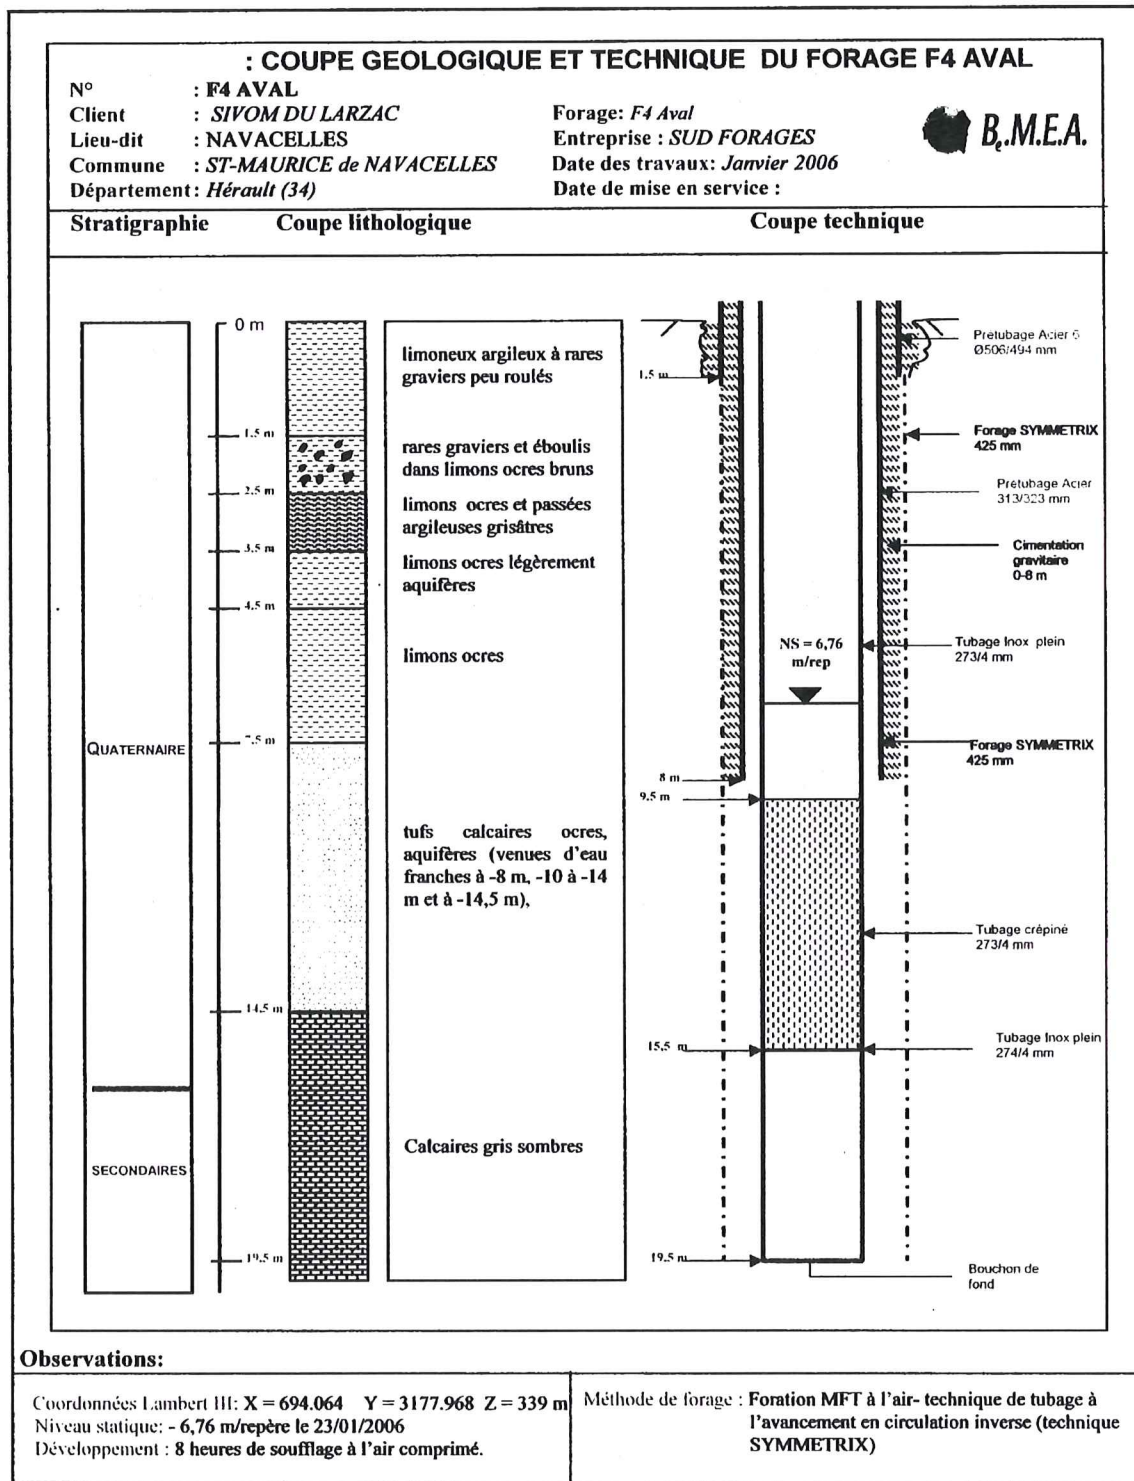 : COUPE GEOLOGIQUE ET TECHNIQUE DU FORAGE F4 AVAL
N° : F4 AVAL
Client : SIVOM DU LARZAC
Lieu-dit : NAVACELLES
Commune : ST-MAURICE de NAVACELLES
Département : Hérault (34)
Forage: F4 Aval
Entreprise : SUD FORAGES
Date des travaux: Janvier 2006
Date de mise en service :
B.M.E.A.
Stratigraphie Coupe lithologique Coupe technique
QUATERNAIRE
SECONDAIRES
0 m
1.5 m
2.5 m
3.5 m
4.5 m
7.5 m
14.5 m
19.5 m
limoneux argileux à rares
graviers peu roulés
rares graviers et éboulis
dans limons ocres bruns
limons ocres et passées
argileuses grisâtres
limons ocres légèrement
aquifères
limons ocres
tufs calcaires ocres,
aquifères (venues d'eau
franches à -8 m, -10 à -14
m et à -14,5 m),
Calcaires gris sombres
1.5 m
8 m
9.5 m
15.5 m
19.5 m
NS = 6,76
m/rep
Prétubage Acier 6
Ø506/494 mm
Forage SYMMETRIX
425 mm
Prétubage Acier
313/323 mm
Cimentation
gravitaire
0-8 m
Tubage Inox plein
273/4 mm
Forage SYMMETRIX
425 mm
Tubage crépiné
273/4 mm
Tubage Inox plein
274/4 mm
Bouchon de
fond
Observations:
Coordonnées Lambert III: X = 694.064 Y = 3177.968 Z = 339 m
Niveau statique: - 6,76 m/repère le 23/01/2006
Développement : 8 heures de soufflage à l'air comprimé.
Méthode de forage : Foration MFT à l'air- technique de tubage à
l'avancement en circulation inverse (technique
SYMMETRIX)